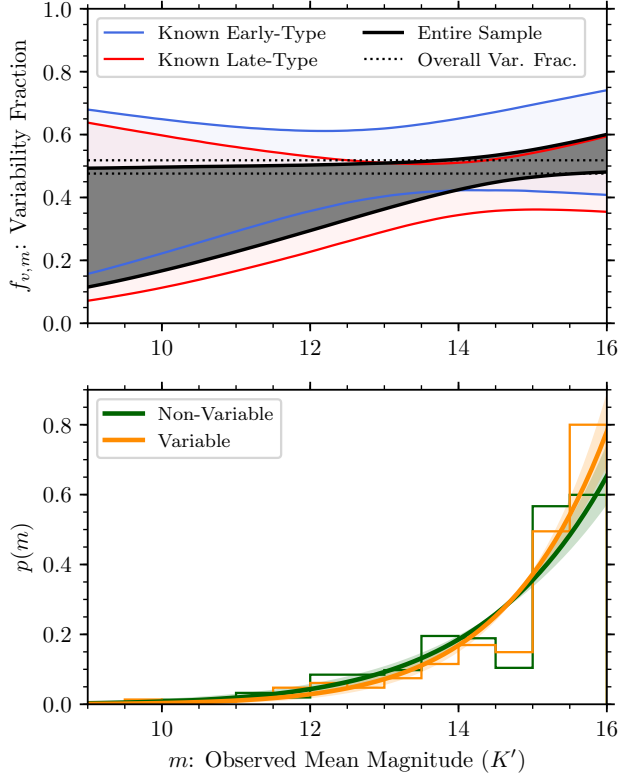 1.0
0.8
0.6
0.4
0.2
0.0
f_{v,m}: Variability Fraction
Known Early-Type
Known Late-Type
Entire Sample
Overall Var. Frac.
10
12
14
16
0.8
0.6
0.4
0.2
0.0
p(m)
Non-Variable
Variable
10
12
14
16
m: Observed Mean Magnitude (K′)